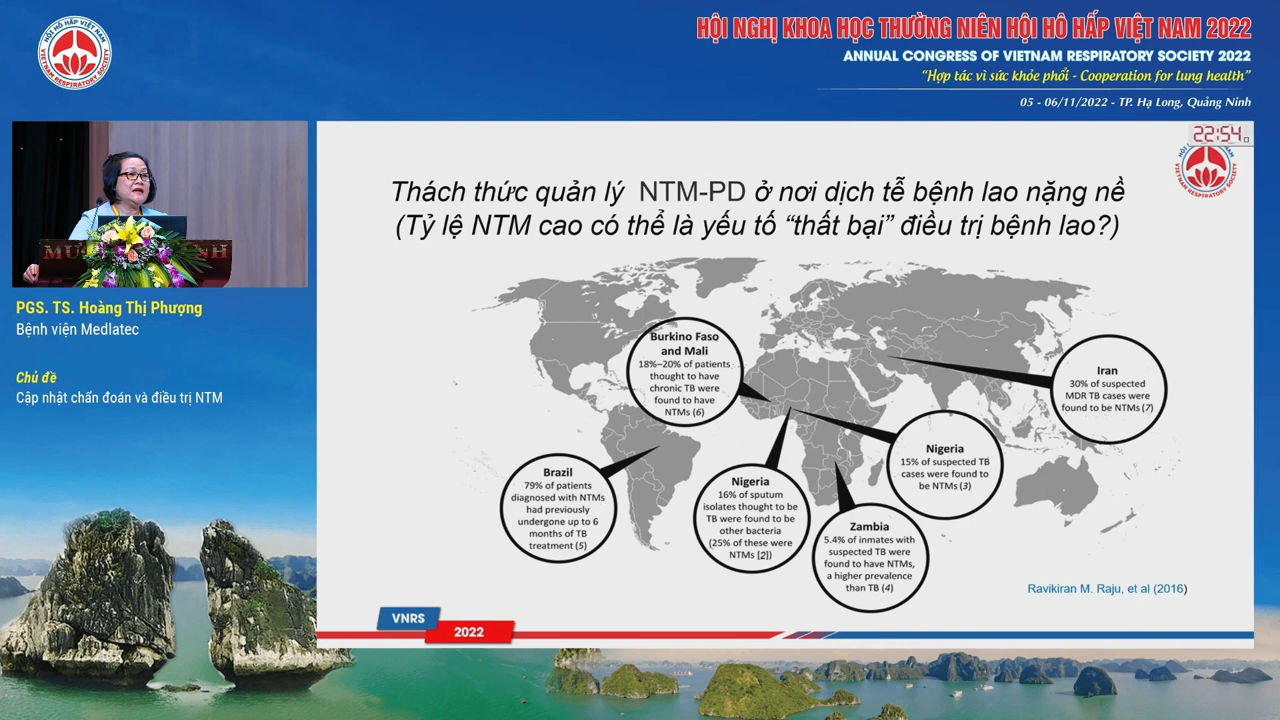 HỘI HÔ HẤP VIỆT NAM
VIETNAM RESPIRATORY SOCIETY
HỘI NGHỊ KHOA HỌC THƯỜNG NIÊN HỘI HÔ HẤP VIỆT NAM 2022
ANNUAL CONGRESS OF VIETNAM RESPIRATORY SOCIETY 2022
“Hợp tác vì sức khỏe phổi - Cooperation for lung health”
05 - 06/11/2022 - TP. Hạ Long, Quảng Ninh
22:54
PGS. TS. Hoàng Thị Phượng
Bệnh viện Medlatec
Chủ đề
Cập nhật chẩn đoán và điều trị NTM
Thách thức quản lý NTM-PD ở nơi dịch tễ bệnh lao nặng nề
(Tỷ lệ NTM cao có thể là yếu tố “thất bại” điều trị bệnh lao?)
Burkino Faso
and Mali
18%–20% of patients
thought to have
chronic TB were
found to have
NTMs (6)
Iran
30% of suspected
MDR TB cases were
found to be NTMs (7)
Nigeria
15% of suspected TB
cases were found to
be NTMs (3)
Brazil
79% of patients
diagnosed with NTMs
had previously
undergone up to 6
months of TB
treatment (5)
Nigeria
16% of sputum
isolates thought to be
TB were found to be
other bacteria
(25% of these were
NTMs [2])
Zambia
5.4% of inmates with
suspected TB were
found to have NTMs,
a higher prevalence
than TB (4)
Ravikiran M. Raju, et al (2016)
VNRS
2022